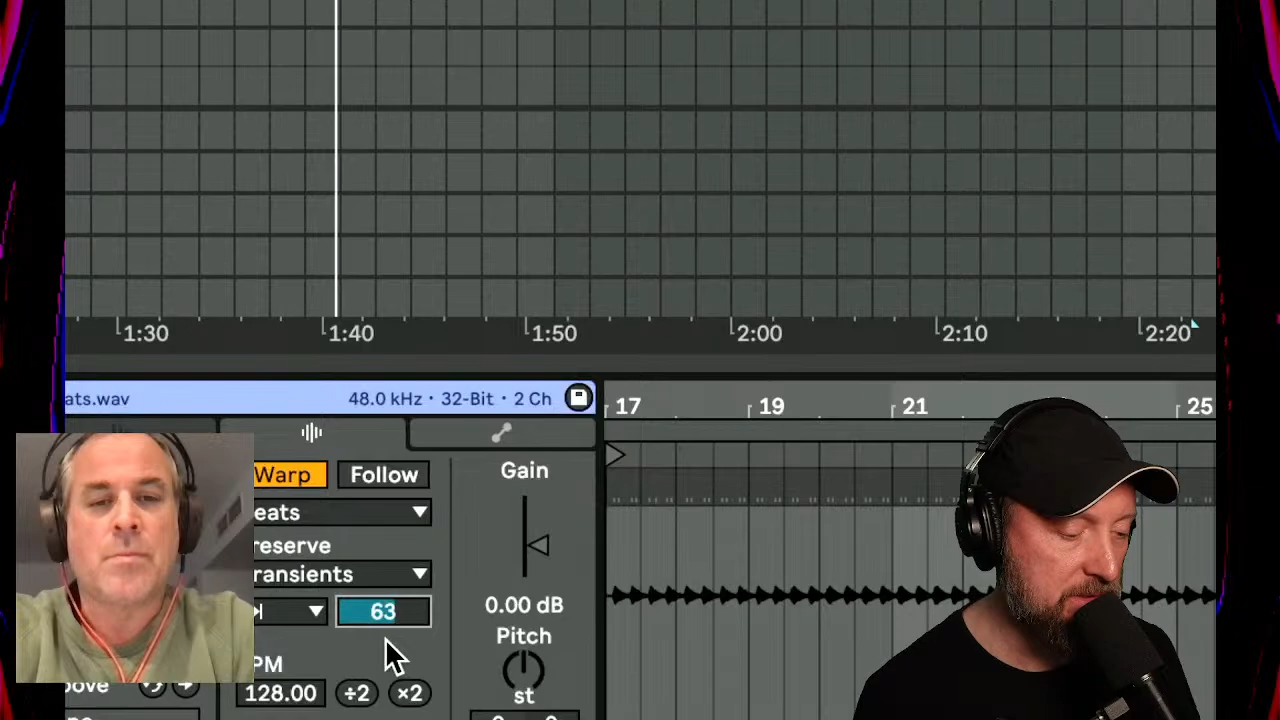 1:30 1:40 1:50 2:00 2:10 2:20
ats.wav 48.0 kHz · 32-Bit · 2 Ch
17 19 21 25
Warp Follow Gain
eats
reserve
ransients
63 0.00 dB
Pitch
PM
128.00 ÷2 ×2 st